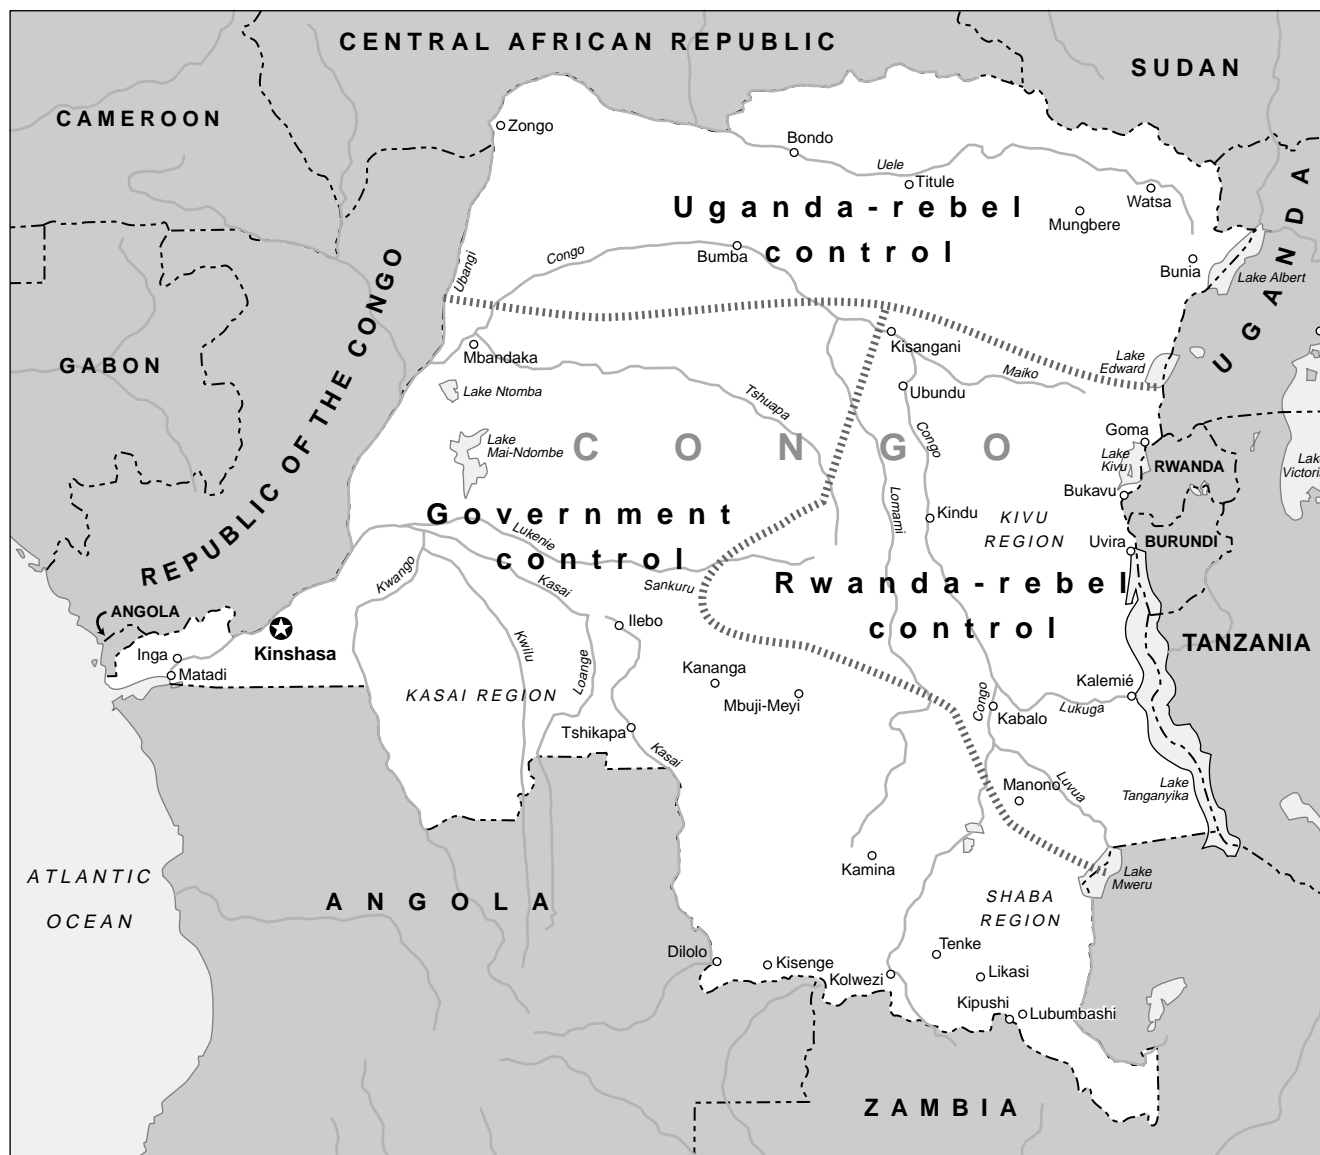 CENTRAL AFRICAN REPUBLIC
SUDAN
CAMEROON
Zongo
Bondo
Uele
Titule
Watsa
UGANDA
Uganda-rebel
control
Mungbere
Bumba
Congo
Ubangi
Bunia
Lake Albert
REPUBLIC OF THE CONGO
GABON
Mbandaka
Kisangani
Lake
Edward
Maiko
Lake Ntomba
Tshuapa
Ubundu
Congo
Goma
CONGO
Lake
Mai-Ndombe
Lake
Kivu
RWANDA
Lake
Victoria
Bukavu
Lomami
Government
control
Kindu
KIVU
REGION
Uvira
BURUNDI
Lukenie
Kwango
Kasai
Sankuru
Rwanda-rebel
control
ANGOLA
Ilebo
Kinshasa
Inga
Matadi
Kwilu
Loange
TANZANIA
Kananga
Mbuji-Meyi
KASAI REGION
Kalemié
Congo
Kabalo
Lukuga
Tshikapa
Kasai
Manono
Luvua
Lake
Tanganyika
Kamina
Lake
Mweru
ATLANTIC
OCEAN
ANGOLA
SHABA
REGION
Dilolo
Kisenge
Kolwezi
Tenke
Likasi
Kipushi
Lubumbashi
ZAMBIA